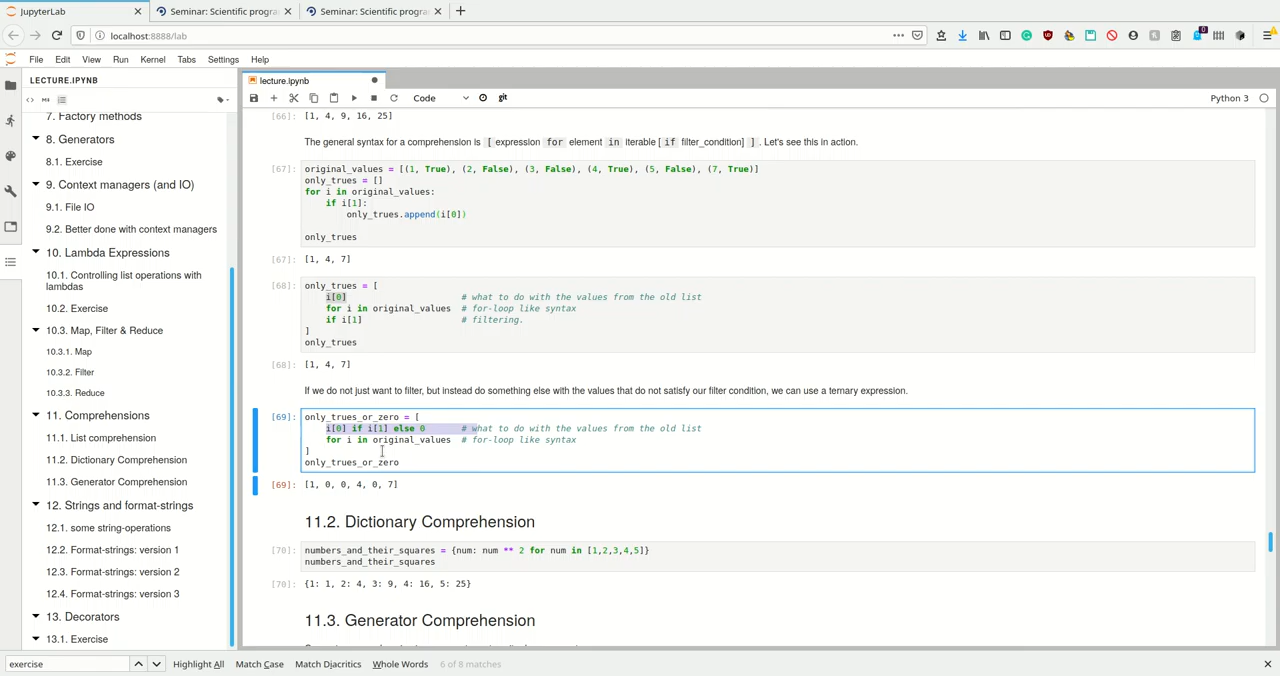 JupyterLab
Seminar: Scientific progra
Seminar: Scientific progra
localhost:8888/lab
File Edit View Run Kernel Tabs Settings Help
LECTURE.IPYNB
7. Factory methods
8. Generators
8.1. Exercise
9. Context managers (and IO)
9.1. File IO
9.2. Better done with context managers
10. Lambda Expressions
10.1. Controlling list operations with
lambdas
10.2. Exercise
10.3. Map, Filter & Reduce
10.3.1. Map
10.3.2. Filter
10.3.3. Reduce
11. Comprehensions
11.1. List comprehension
11.2. Dictionary Comprehension
11.3. Generator Comprehension
12. Strings and format-strings
12.1. some string-operations
12.2. Format-strings: version 1
12.3. Format-strings: version 2
12.4. Format-strings: version 3
13. Decorators
13.1. Exercise
lecture.ipynb
Code
git
Python 3
[66]: [1, 4, 9, 16, 25]
The general syntax for a comprehension is [ expression for element in iterable [ if filter_condition] ]. Let's see this in action.
[67]: original_values = [(1, True), (2, False), (3, False), (4, True), (5, False), (7, True)]
only_trues = []
for i in original_values:
    if i[1]:
        only_trues.append(i[0])
only_trues
[67]: [1, 4, 7]
[68]: only_trues = [
    i[0] # what to do with the values from the old list
    for i in original_values # for-loop like syntax
    if i[1] # filtering.
]
only_trues
[68]: [1, 4, 7]
If we do not just want to filter, but instead do something else with the values that do not satisfy our filter condition, we can use a ternary expression.
[69]: only_trues_or_zero = [
    i[0] if i[1] else 0 # what to do with the values from the old list
    for i in original_values # for-loop like syntax
]
only_trues_or_zero
[69]: [1, 0, 0, 4, 0, 7]
11.2. Dictionary Comprehension
[70]: numbers_and_their_squares = {num: num ** 2 for num in [1,2,3,4,5]}
numbers_and_their_squares
[70]: {1: 1, 2: 4, 3: 9, 4: 16, 5: 25}
11.3. Generator Comprehension
exercise
Highlight All Match Case Match Diacritics Whole Words 6 of 8 matches